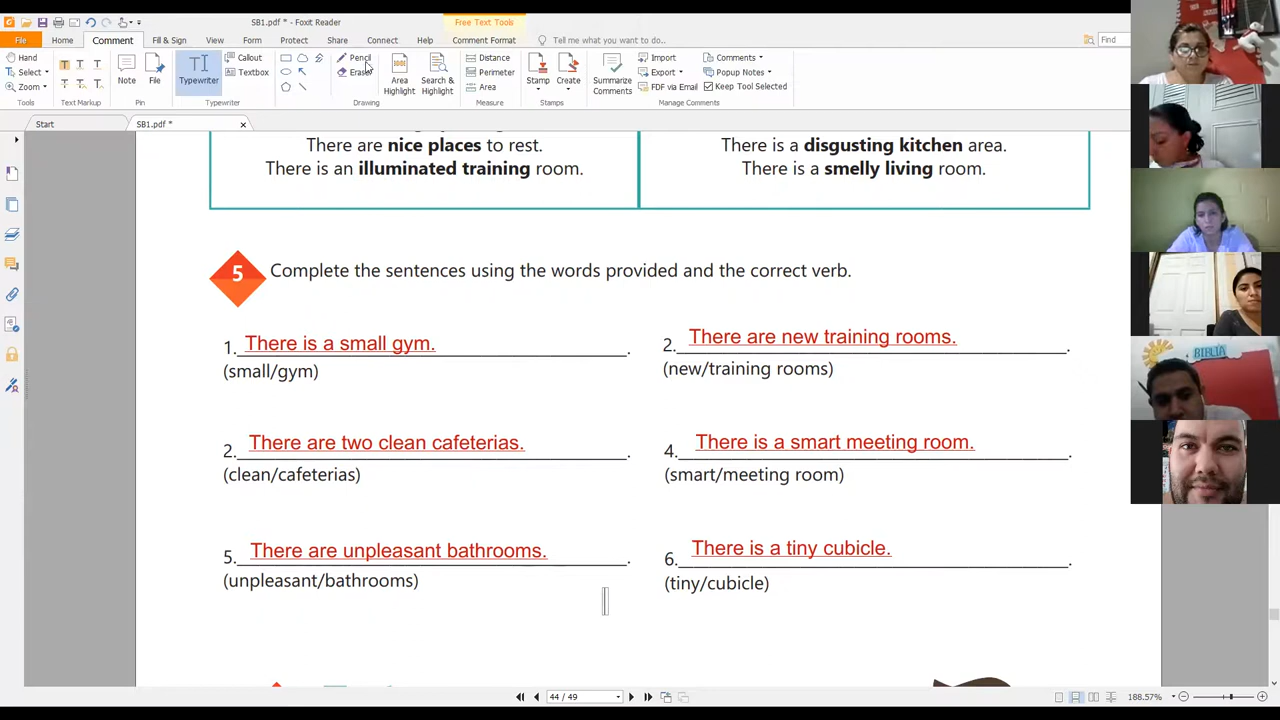 SB1.pdf * - Foxit Reader
Free Text Tools
File Home Comment Fill & Sign View Form Protect Share Connect Help Comment Format Tell me what you want to do... Find
Hand
Select
Zoom
Tools
Text Markup
Note File
Pin
Typewriter
Callout
Textbox
Typewriter
Pencil
Eraser
Drawing
Area Highlight
Search & Highlight
Distance
Perimeter
Area
Measure
Stamp Create
Stamps
Summarize Comments
Import
Export
FDF via Email
Comments
Popup Notes
Keep Tool Selected
Manage Comments
Start SB1.pdf *
There are nice places to rest.
There is an illuminated training room.
There is a disgusting kitchen area.
There is a smelly living room.
5 Complete the sentences using the words provided and the correct verb.
1. There is a small gym. .
(small/gym)
2. There are new training rooms. .
(new/training rooms)
2. There are two clean cafeterias. .
(clean/cafeterias)
4. There is a smart meeting room. .
(smart/meeting room)
5. There are unpleasant bathrooms. .
(unpleasant/bathrooms)
6. There is a tiny cubicle. .
(tiny/cubicle)
44 / 49
188.57%
BIBLIA